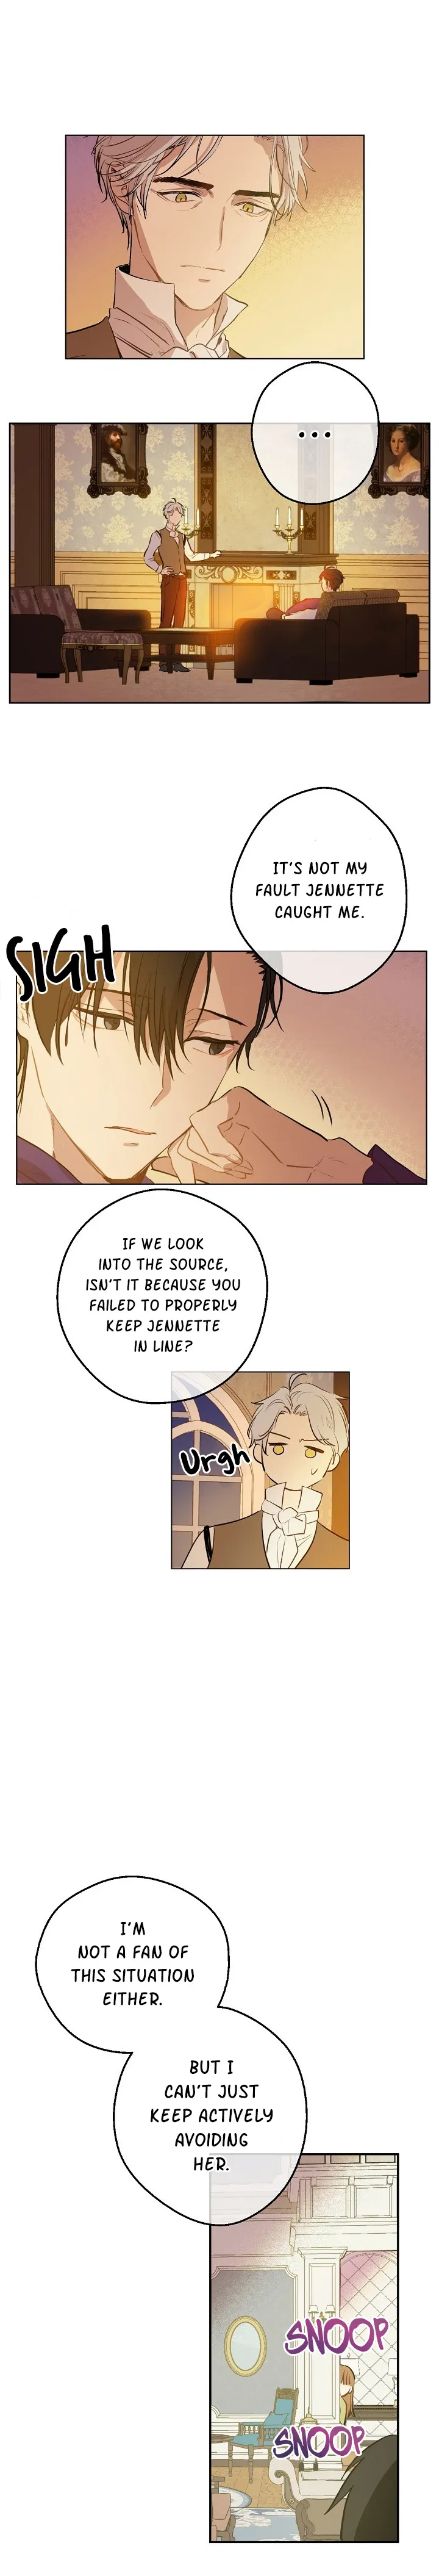 ...
IT'S NOT MY
FAULT JENNETTE
CAUGHT ME.
SIGH
IF WE LOOK
INTO THE SOURCE,
ISN'T IT BECAUSE YOU
FAILED TO PROPERLY
KEEP JENNETTE
IN LINE?
Urgh
I'M
NOT A FAN OF
THIS SITUATION
EITHER.
BUT I
CAN'T JUST
KEEP ACTIVELY
AVOIDING
HER.
SNOOP
SNOOP